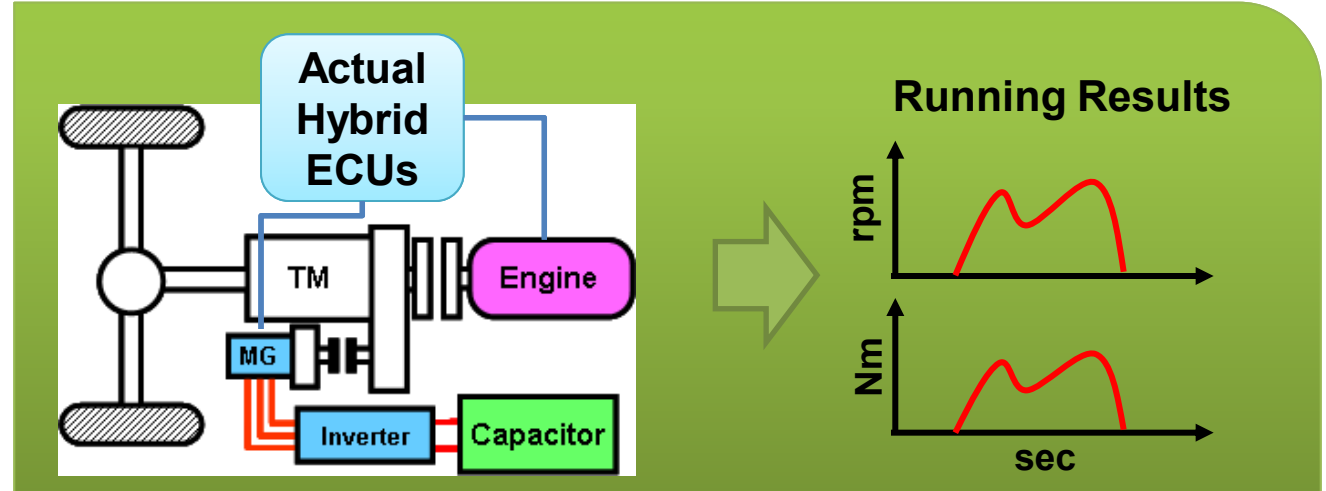 Actual
Hybrid
ECUs
TM
Engine
MG
Inverter
Capacitor
Running Results
rpm
Nm
sec